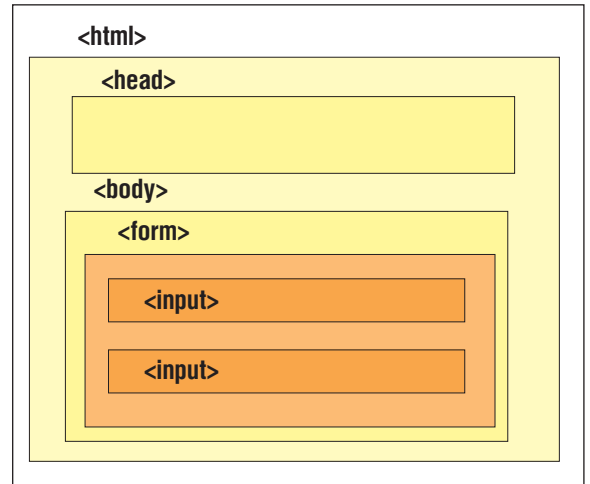 <html>
<head>
<body>
<form>
<input>
<input>